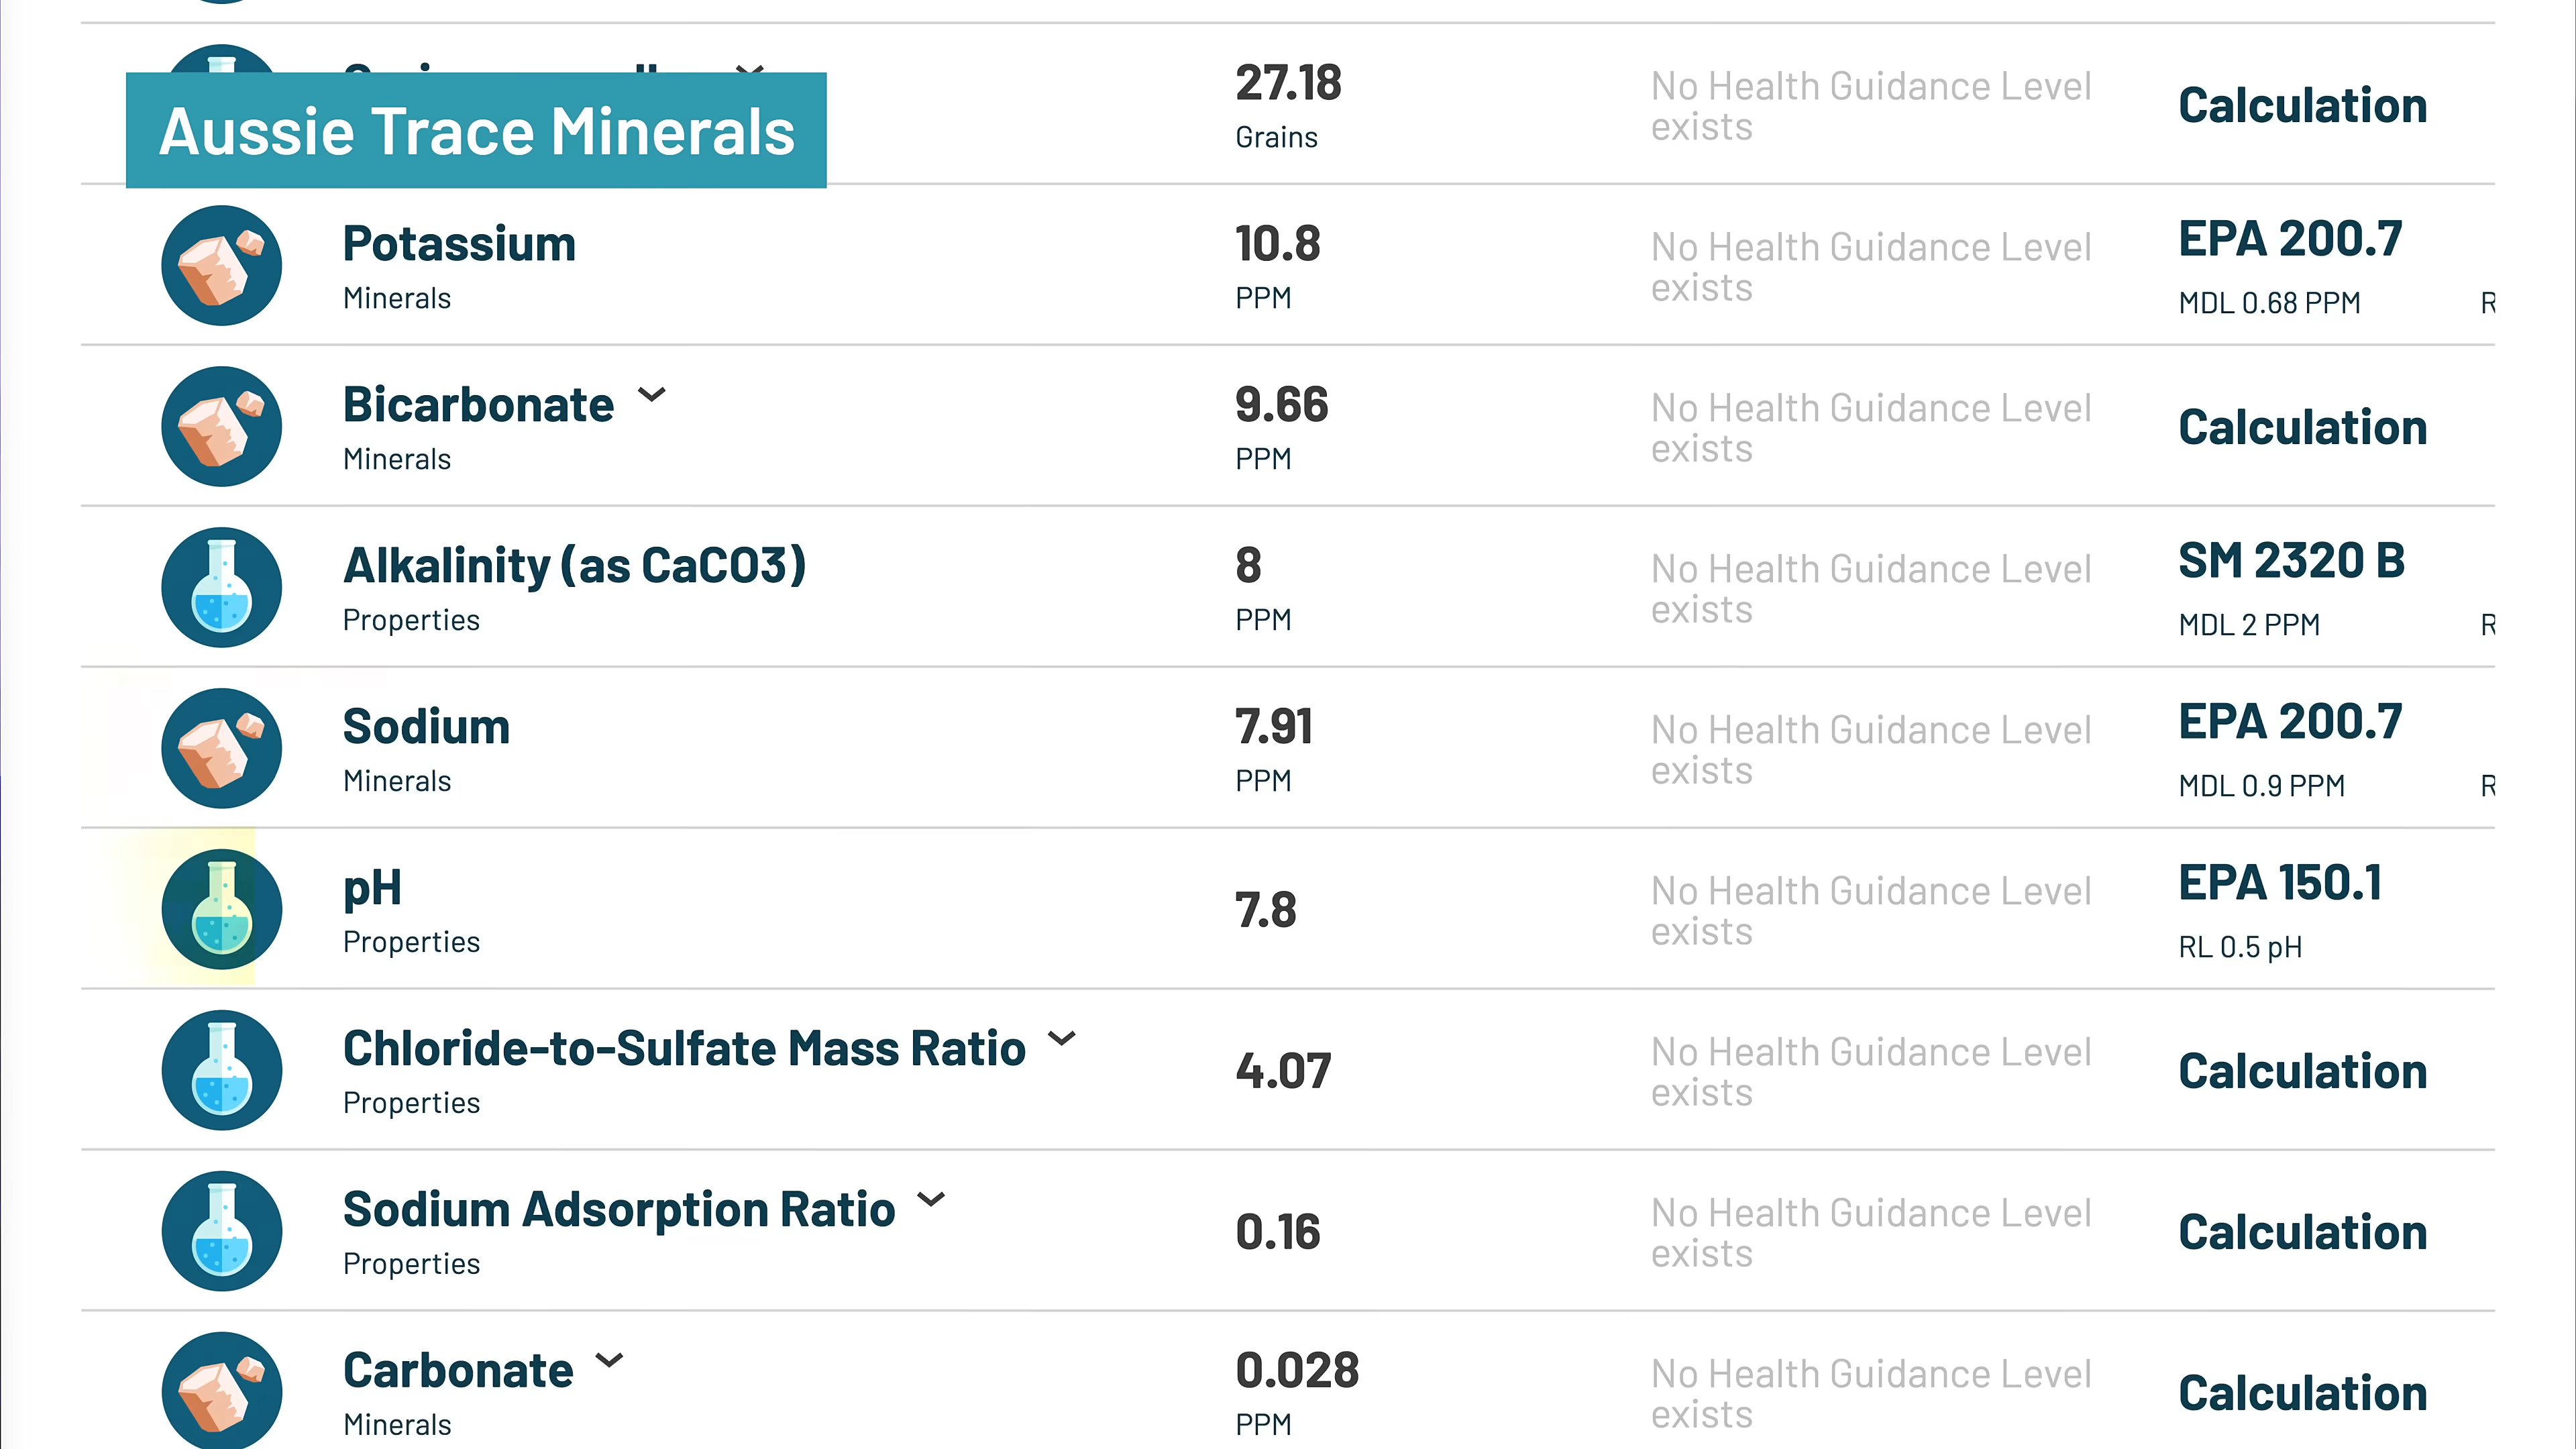 Aussie Trace Minerals
27.18
Grains
No Health Guidance Level
exists
Calculation
Potassium
Minerals
10.8
PPM
No Health Guidance Level
exists
EPA 200.7
MDL 0.68 PPM
Bicarbonate
Minerals
9.66
PPM
No Health Guidance Level
exists
Calculation
Alkalinity (as CaCO3)
Properties
8
PPM
No Health Guidance Level
exists
SM 2320 B
MDL 2 PPM
Sodium
Minerals
7.91
PPM
No Health Guidance Level
exists
EPA 200.7
MDL 0.9 PPM
pH
Properties
7.8
No Health Guidance Level
exists
EPA 150.1
RL 0.5 pH
Chloride-to-Sulfate Mass Ratio
Properties
4.07
No Health Guidance Level
exists
Calculation
Sodium Adsorption Ratio
Properties
0.16
No Health Guidance Level
exists
Calculation
Carbonate
Minerals
0.028
PPM
No Health Guidance Level
exists
Calculation